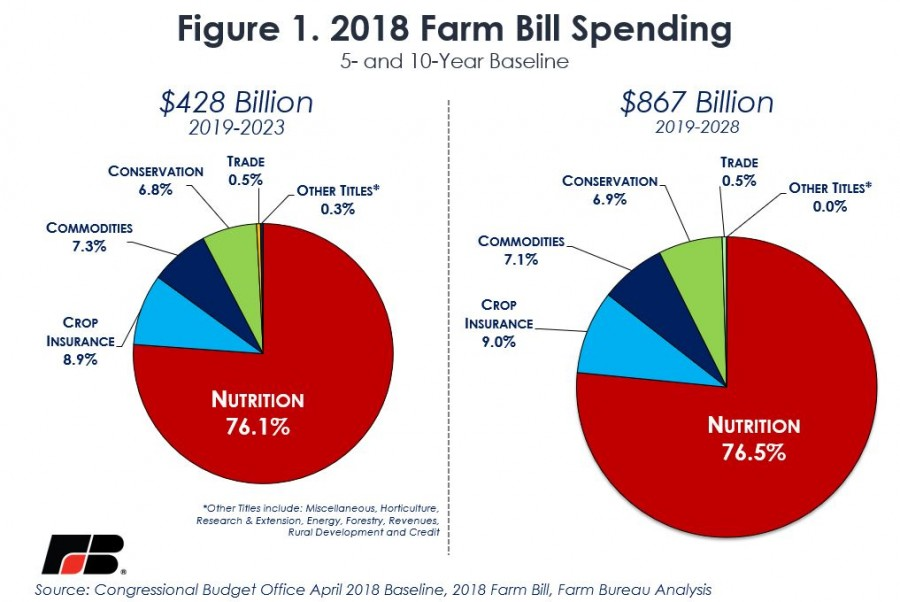 Figure 1. 2018 Farm Bill Spending
5- and 10-Year Baseline
$428 Billion
2019-2023
TRADE
0.5%
CONSERVATION
6.8%
OTHER TITLES*
0.3%
COMMODITIES
7.3%
CROP
INSURANCE
8.9%
NUTRITION
76.1%
*Other Titles include: Miscellaneous, Horticulture,
Research & Extension, Energy, Forestry, Revenues,
Rural Development and Credit
$867 Billion
2019-2028
TRADE
0.5%
CONSERVATION
6.9%
OTHER TITLES*
0.0%
COMMODITIES
7.1%
CROP
INSURANCE
9.0%
NUTRITION
76.5%
FB®
Source: Congressional Budget Office April 2018 Baseline, 2018 Farm Bill, Farm Bureau Analysis